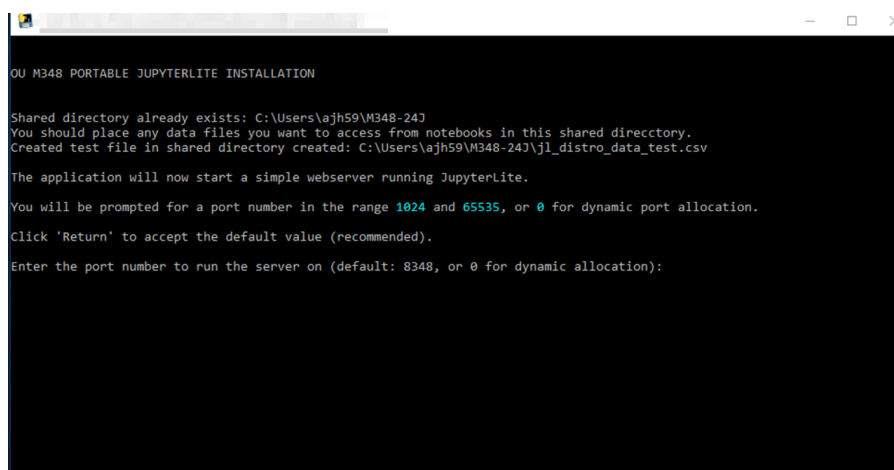 OU M348 PORTABLE JUPYTERLITE INSTALLATION
Shared directory already exists: C:\Users\ajh59\M348-24J
You should place any data files you want to access from notebooks in this shared direcctory.
Created test file in shared directory created: C:\Users\ajh59\M348-24J\jl_distro_data_test.csv
The application will now start a simple webserver running JupyterLite.
You will be prompted for a port number in the range 1024 and 65535, or 0 for dynamic port allocation.
Click 'Return' to accept the default value (recommended).
Enter the port number to run the server on (default: 8348, or 0 for dynamic allocation):